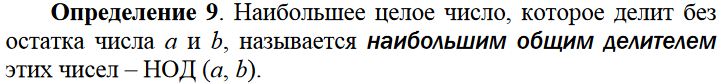 Определение 9. Наибольшее целое число, которое делит без
остатка числа a и b, называется наибольшим общим делителем
этих чисел – НОД (a, b).